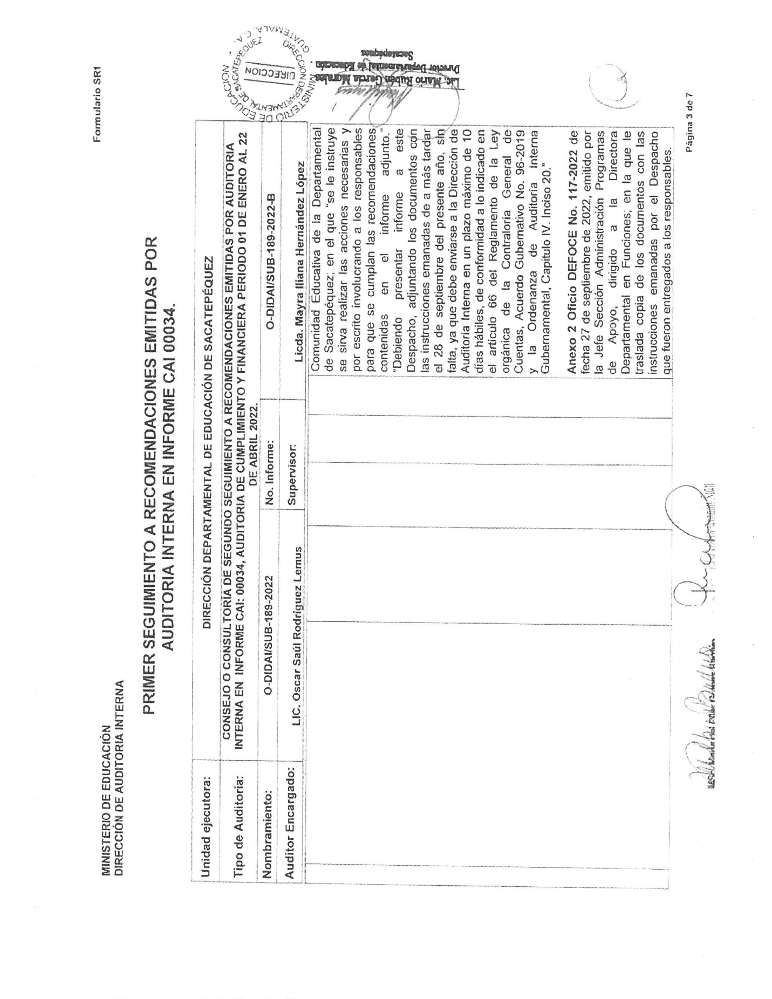 Formulario SR1
MINISTERIO DE EDUCACIÓN
DIRECCIÓN DE AUDITORIA INTERNA
PRIMER SEGUIMIENTO A RECOMENDACIONES EMITIDAS POR
AUDITORIA INTERNA EN INFORME CAI 00034.
Unidad ejecutora:
DIRECCIÓN DEPARTAMENTAL DE EDUCACIÓN DE SACATEPÉQUEZ
Tipo de Auditoria:
CONSEJO O CONSULTORÍA DE SEGUNDO SEGUIMIENTO A RECOMENDACIONES EMITIDAS POR AUDITORIA
INTERNA EN INFORME CAI: 00034, AUDITORIA DE CUMPLIMIENTO Y FINANCIERA PERIODO 01 DE ENERO AL 22
DE ABRIL 2022.
Nombramiento:
O-DIDAI/SUB-189-2022
No. Informe:
O-DIDAI/SUB-189-2022-B
Auditor Encargado:
LIC. Oscar Saúl Rodríguez Lemus
Supervisor:
Licda. Mayra Iliana Hernández López
Comunidad Educativa de la Departamental
de Sacatepéquez; en el que “se le instruye
se sirva realizar las acciones necesarias y
por escrito involucrando a los responsables
para que se cumplan las recomendaciones
contenidas en el informe adjunto.”
“Debiendo presentar informe a este
Despacho, adjuntando los documentos con
las instrucciones emanadas de a más tardar
el 28 de septiembre del presente año, sin
falta, ya que debe enviarse a la Dirección de
Auditoría Interna en un plazo máximo de 10
días hábiles, de conformidad a lo indicado en
el artículo 66 del Reglamento de la Ley
orgánica de la Contraloría General de
Cuentas, Acuerdo Gubernativo No. 96-2019
y la Ordenanza de Auditoria Interna
Gubernamental, Capítulo IV. Inciso 20.”
Anexo 2 Oficio DEFOCE No. 117-2022 de
fecha 27 de septiembre de 2022, emitido por
la Jefe Sección Administración Programas
de Apoyo, dirigido a la Directora
Departamental en Funciones; en la que le
traslada copia de los documentos con las
instrucciones emanadas por el Despacho
que fueron entregados a los responsables.
MINISTERIO DE EDUCACION
GUATEMALA, C.A.
DIRECCION DEPARTAMENTAL DE SACATEPEQUEZ
DIRECCION
Lic. Mario Rubén García Morales
Director Departamental de Educación
Sacatepéquez
Página 3 de 7